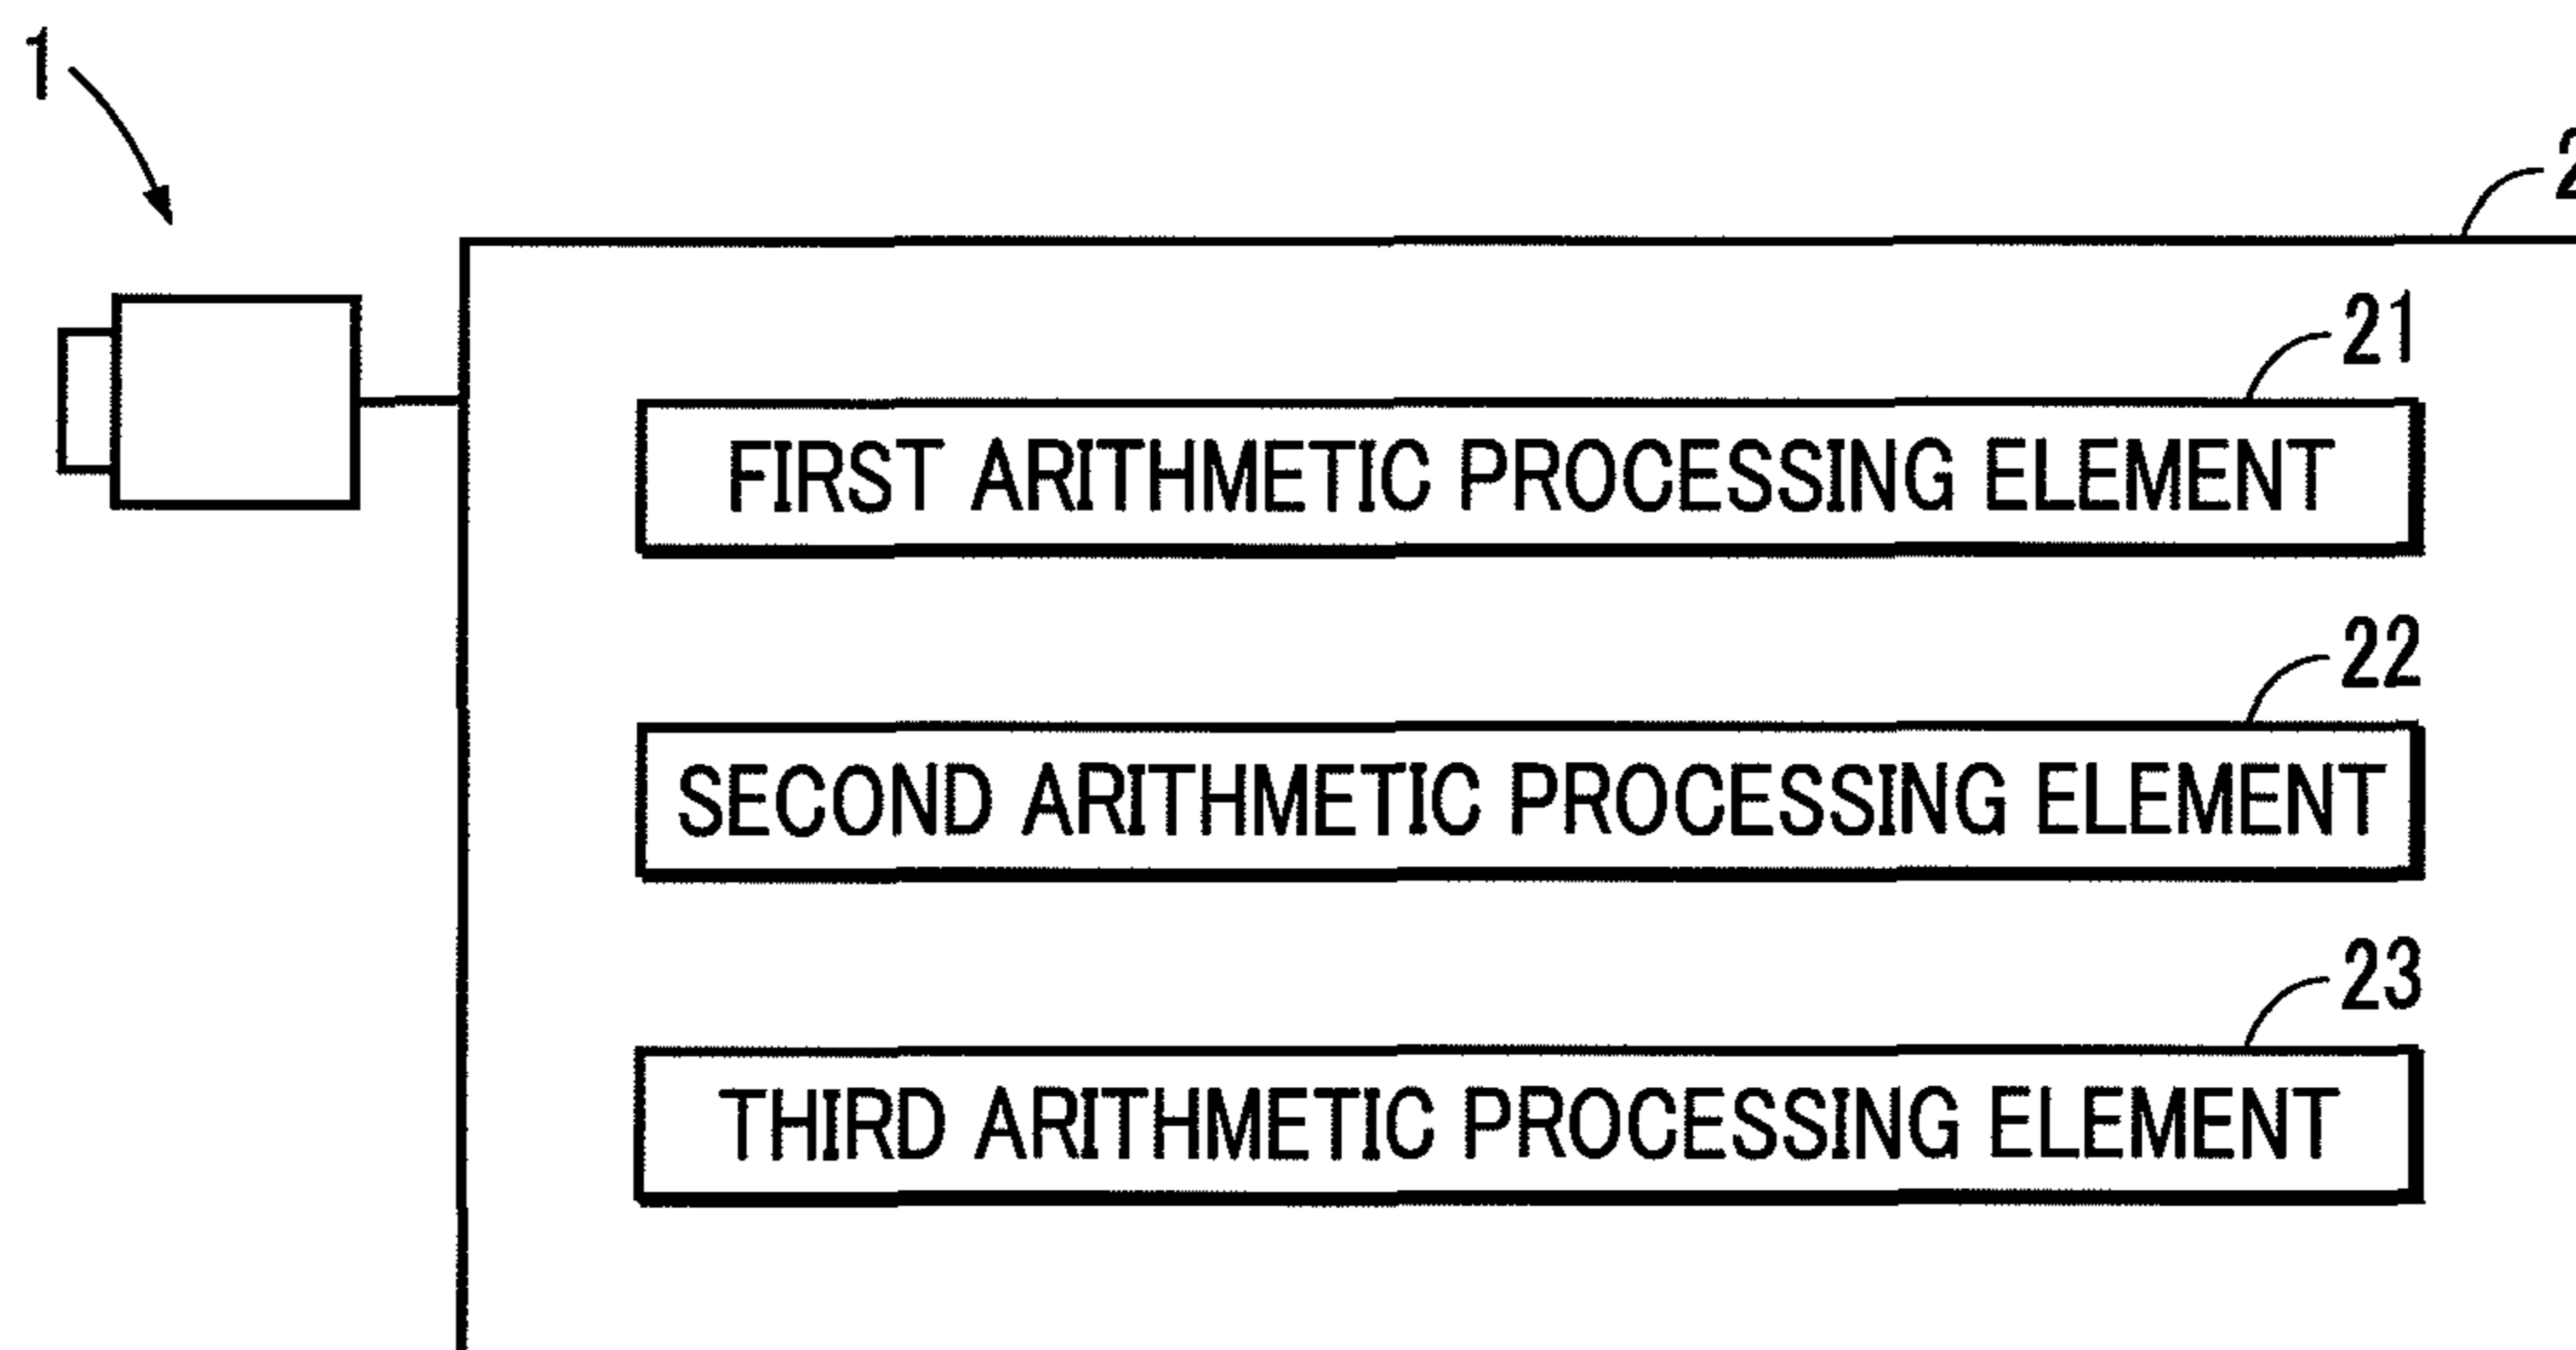 1
21
FIRST ARITHMETIC PROCESSING ELEMENT
22
SECOND ARITHMETIC PROCESSING ELEMENT
23
THIRD ARITHMETIC PROCESSING ELEMENT